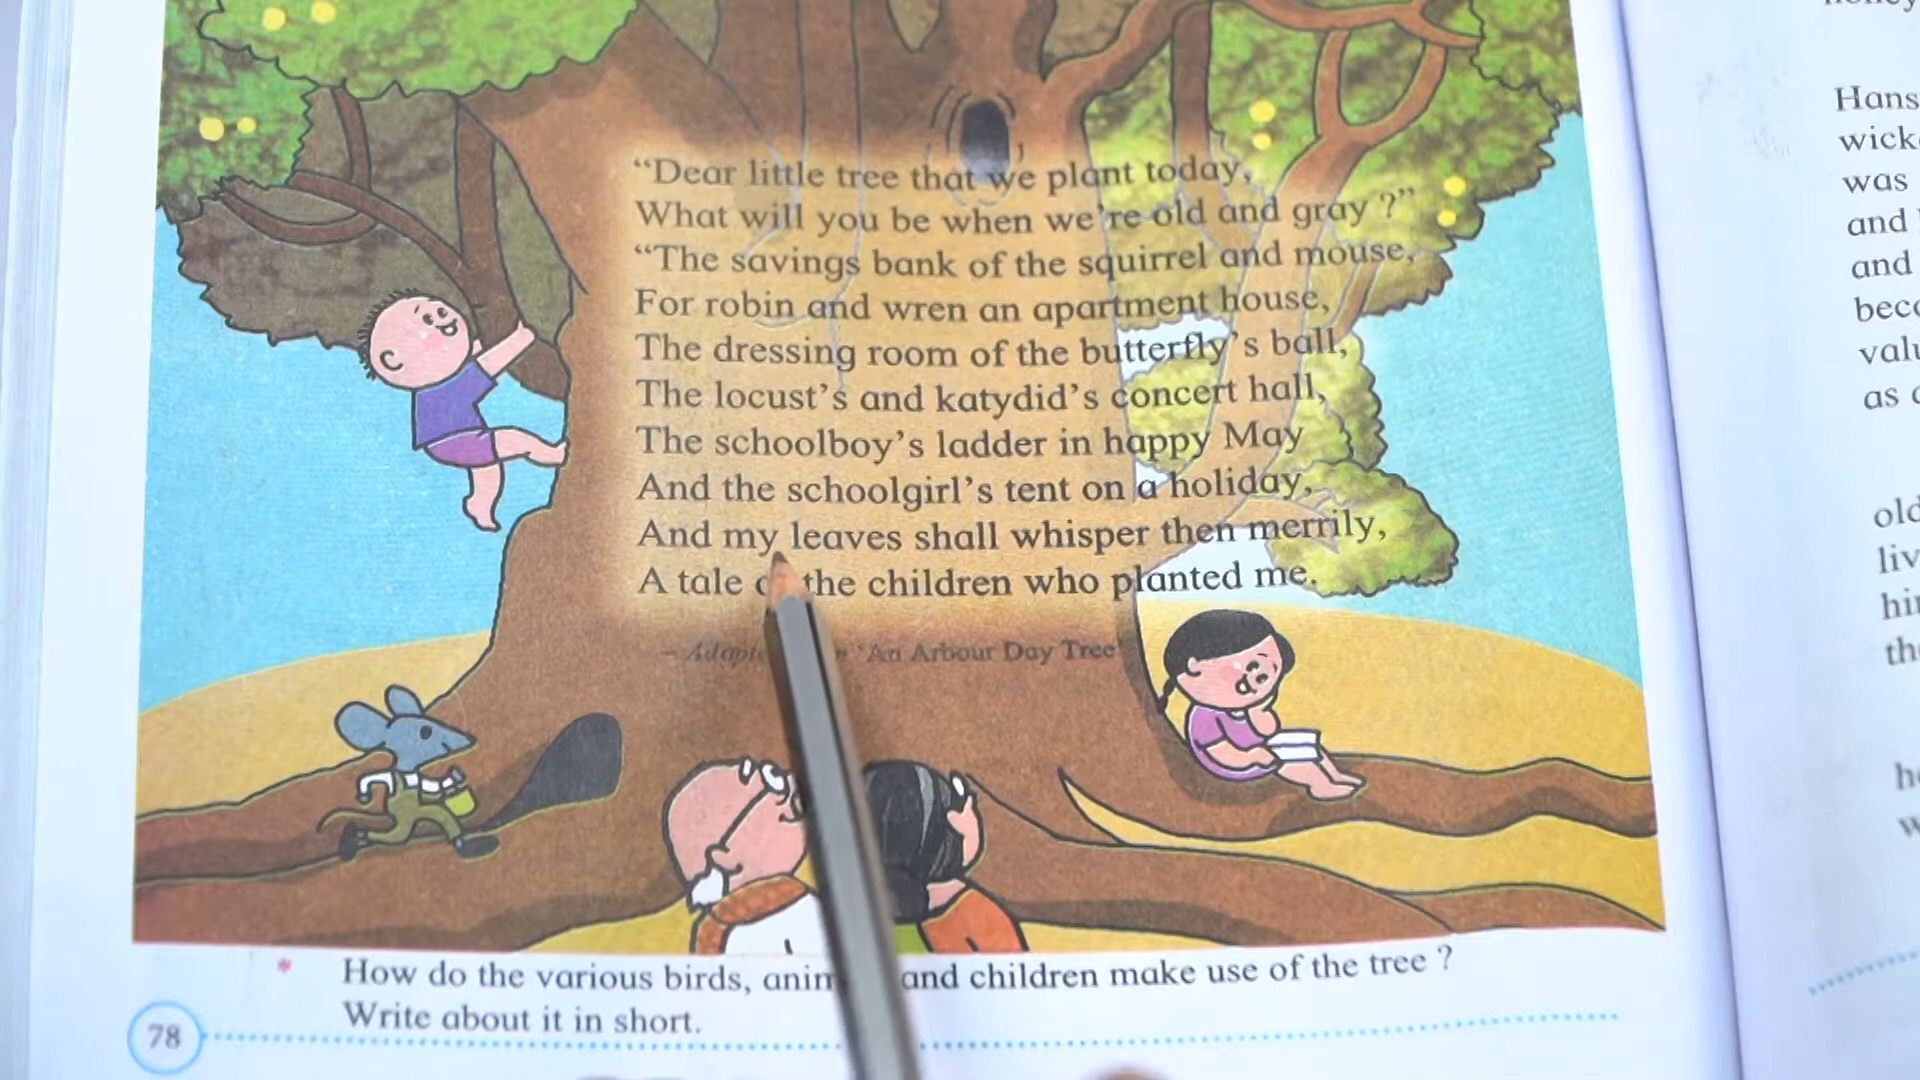 "Dear little tree that we plant today,
What will you be when we're old and gray ?"
"The savings bank of the squirrel and mouse,
For robin and wren an apartment house,
The dressing room of the butterfly's ball,
The locust's and katydid's concert hall,
The schoolboy's ladder in happy May
And the schoolgirl's tent on a holiday,
And my leaves shall whisper then merrily,
A tale the children who planted me.
– 'An Arbour Day Tree'
* How do the various birds, and children make use of the tree ?
Write about it in short.
78
Hans
was
and
and
as
old